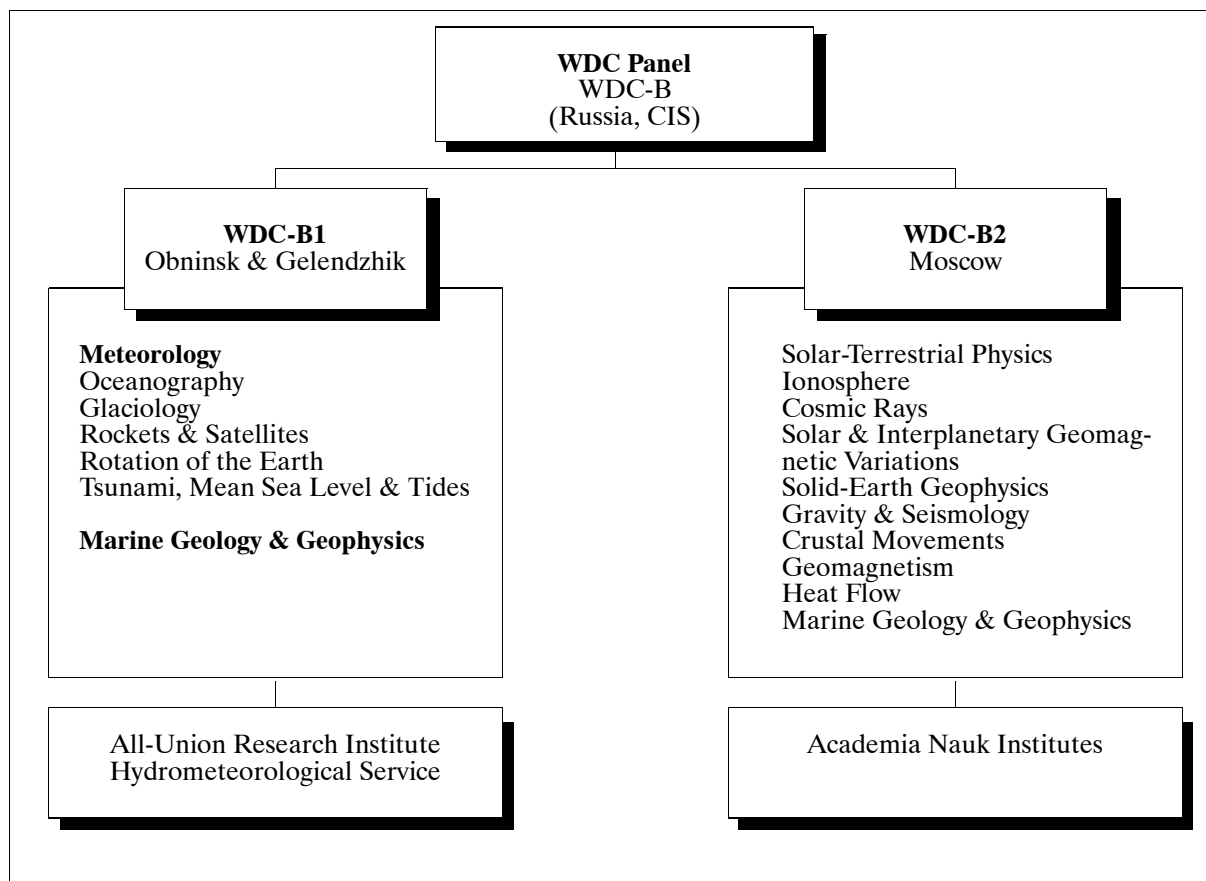 WDC Panel
WDC-B
(Russia, CIS)
WDC-B1
Obninsk & Gelendzhik
Meteorology
Oceanography
Glaciology
Rockets & Satellites
Rotation of the Earth
Tsunami, Mean Sea Level & Tides
Marine Geology & Geophysics
All-Union Research Institute
Hydrometeorological Service
WDC-B2
Moscow
Solar-Terrestrial Physics
Ionosphere
Cosmic Rays
Solar & Interplanetary Geomag-
netic Variations
Solid-Earth Geophysics
Gravity & Seismology
Crustal Movements
Geomagnetism
Heat Flow
Marine Geology & Geophysics
Academia Nauk Institutes